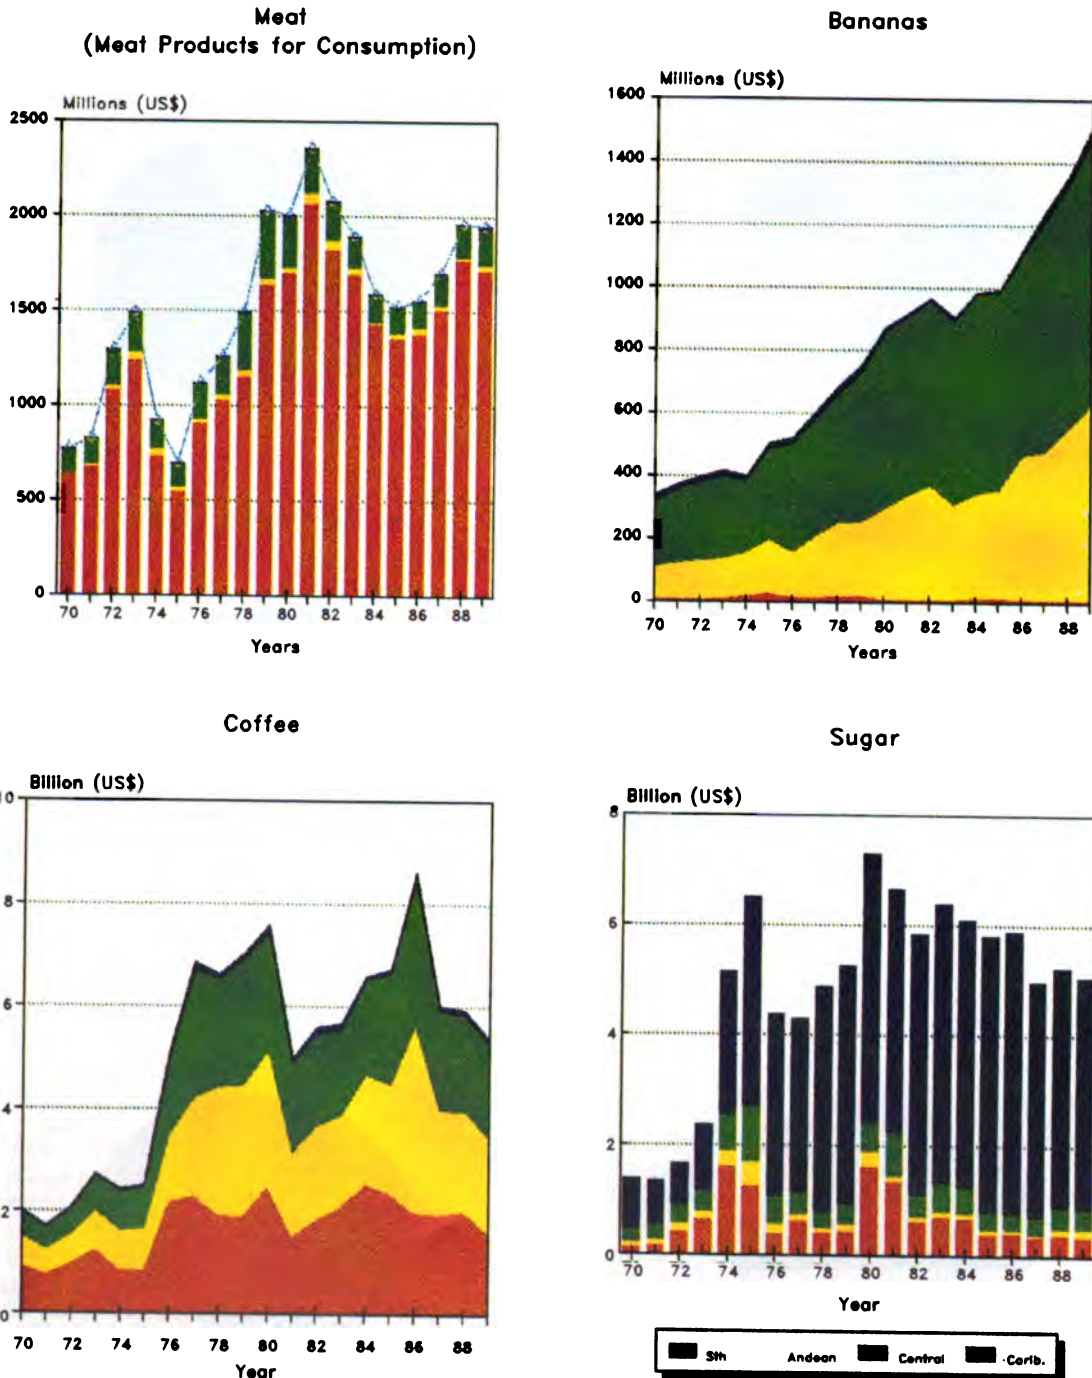 Meat
(Meat Products for Consumption)
Millions (US$)
2500
2000
1500
1000
500
0
70 72 74 76 78 80 82 84 86 88
Years
Bananas
Millions (US$)
1600
1400
1200
1000
800
600
400
200
0
70 72 74 76 78 80 82 84 86 88
Years
Coffee
Billion (US$)
10
8
6
4
2
0
70 72 74 76 78 80 82 84 86 88
Year
Sugar
Billion (US$)
8
6
4
2
0
70 72 74 76 78 80 82 84 86 88
Year
Sth Andean Central Carib.